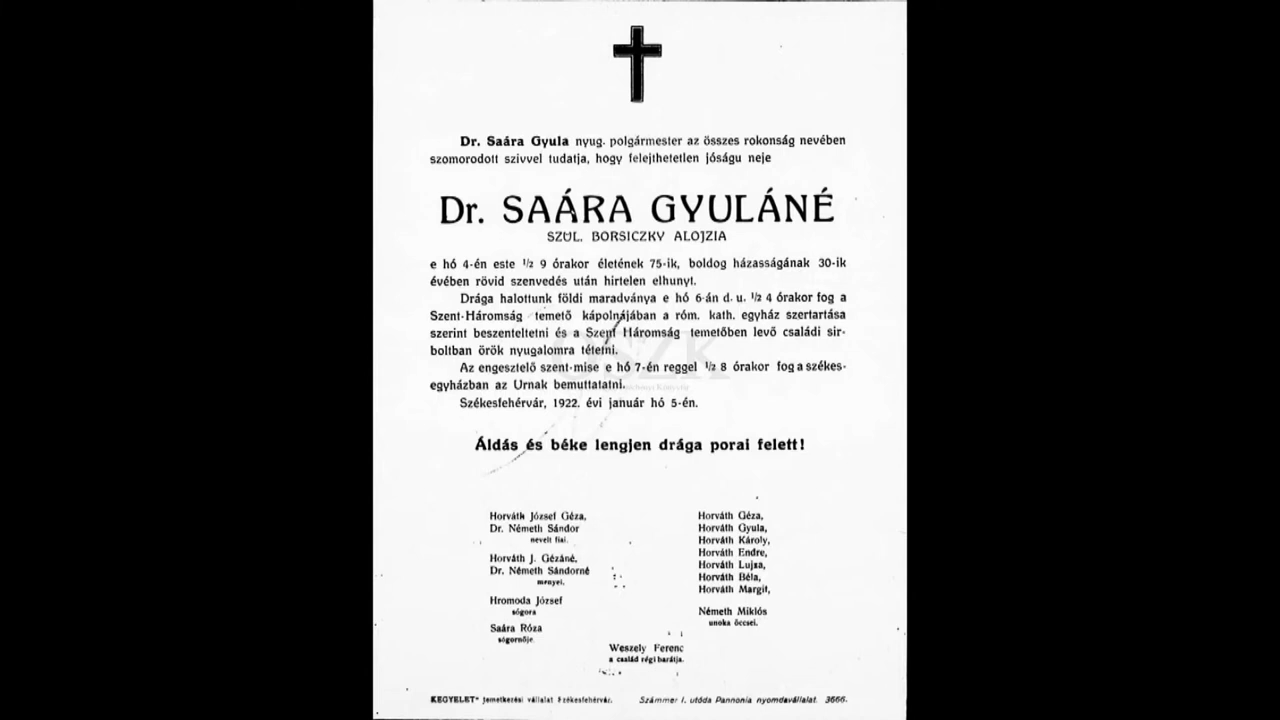 Dr. Saára Gyula nyug. polgármester az összes rokonság nevében
szomorodott szivvel tudatja, hogy felejthetetlen jóságu neje
Dr. SAÁRA GYULÁNÉ
SZÜL. BORSICZKY ALOJZIA
e hó 4-én este ½ 9 órakor életének 75-ik, boldog házasságának 30-ik
évében rövid szenvedés után hirtelen elhunyt.
Drága halottunk földi maradványa e hó 6-án d. u. ½ 4 órakor fog a
Szent-Háromság temető kápolnájában a róm. kath. egyház szertartása
szerint beszenteltetni és a Szent Háromság temetőben levő családi sir-
boltban örök nyugalomra tétetni.
Az engesztelő szent-mise e hó 7-én reggel ½ 8 órakor fog a székes-
egyházban az Urnak bemuttatatni.
Székesfehérvár, 1922. évi január hó 5-én.
Áldás és béke lengjen drága porai felett!
Horváth József Géza,
Dr. Németh Sándor
nevelt fiai.
Horváth J. Gézáné,
Dr. Németh Sándorné
menyei.
Hromoda József
sógora
Saára Róza
sógornője.
Horváth Géza,
Horváth Gyula,
Horváth Károly,
Horváth Endre,
Horváth Lujza,
Horváth Béla,
Horváth Margit,
Németh Miklós
unoka öccsei.
Weszely Ferenc
a család régi barátja.
KEGYELET" temetkezési vállalat Székesfehérvár.
Számmer I. utóda Pannonia nyomdavállalat. 3666.
OSZK